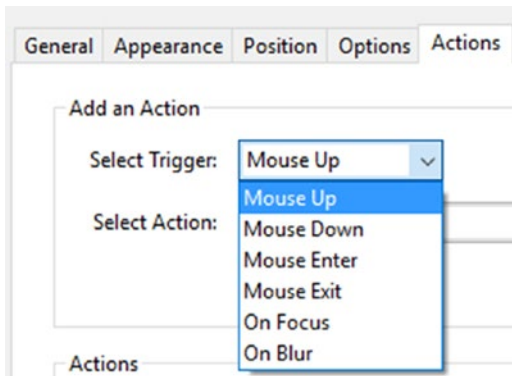 General Appearance Position Options Actions
Add an Action
Select Trigger: Mouse Up
Mouse Up
Select Action:
Mouse Down
Mouse Enter
Mouse Exit
On Focus
On Blur
Actions